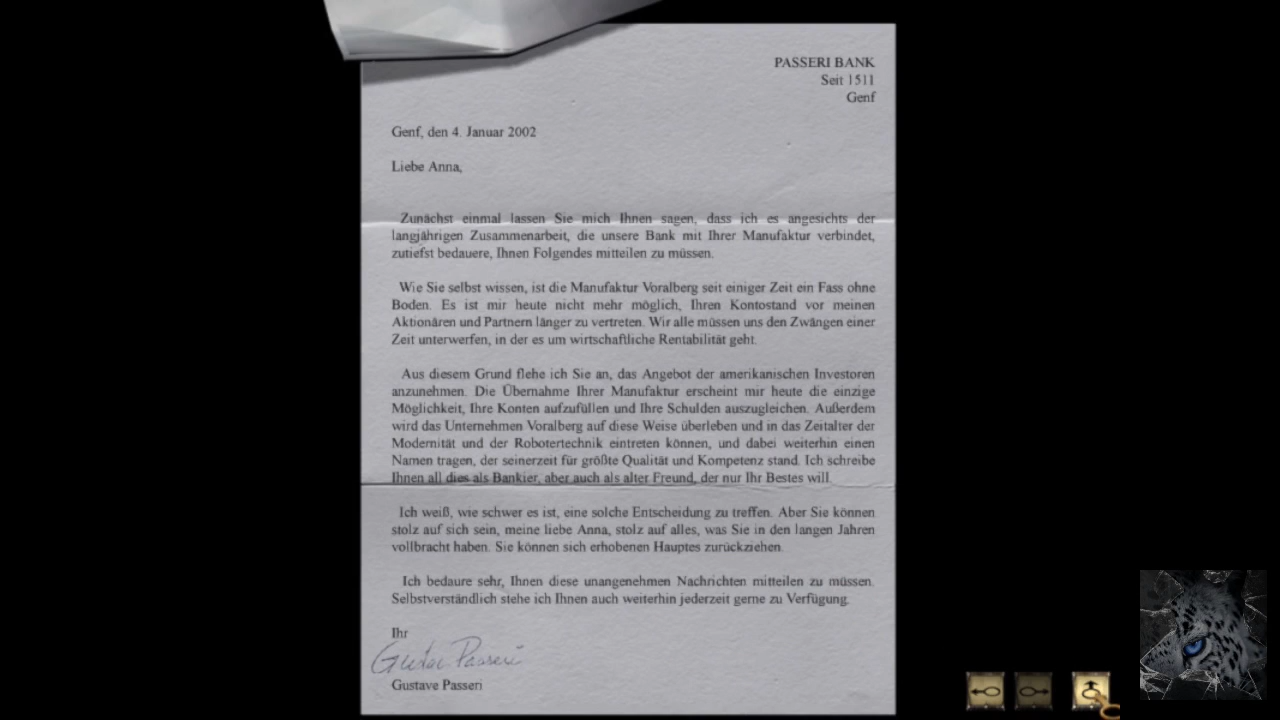 PASSERI BANK
Seit 1511
Genf
Genf, den 4. Januar 2002
Liebe Anna,
Zunächst einmal lassen Sie mich Ihnen sagen, dass ich es angesichts der
langjährigen Zusammenarbeit, die unsere Bank mit Ihrer Manufaktur verbindet,
zutiefst bedauere, Ihnen Folgendes mitteilen zu müssen.
Wie Sie selbst wissen, ist die Manufaktur Voralberg seit einiger Zeit ein Fass ohne
Boden. Es ist mir heute nicht mehr möglich, Ihren Kontostand vor meinen
Aktionären und Partnern länger zu vertreten. Wir alle müssen uns den Zwängen einer
Zeit unterwerfen, in der es um wirtschaftliche Rentabilität geht.
Aus diesem Grund flehe ich Sie an, das Angebot der amerikanischen Investoren
anzunehmen. Die Übernahme Ihrer Manufaktur erscheint mir heute die einzige
Möglichkeit, Ihre Konten aufzufüllen und Ihre Schulden auszugleichen. Außerdem
wird das Unternehmen Voralberg auf diese Weise überleben und in das Zeitalter der
Modernität und der Robotertechnik eintreten können, und dabei weiterhin einen
Namen tragen, der seinerzeit für größte Qualität und Kompetenz stand. Ich schreibe
Ihnen all dies als Bankier, aber auch als alter Freund, der nur Ihr Bestes will.
Ich weiß, wie schwer es ist, eine solche Entscheidung zu treffen. Aber Sie können
stolz auf sich sein, meine liebe Anna, stolz auf alles, was Sie in den langen Jahren
vollbracht haben. Sie können sich erhobenen Hauptes zurückziehen.
Ich bedaure sehr, Ihnen diese unangenehmen Nachrichten mitteilen zu müssen.
Selbstverständlich stehe ich Ihnen auch weiterhin jederzeit gerne zu Verfügung.
Ihr
Gustav Passeri
Gustave Passeri